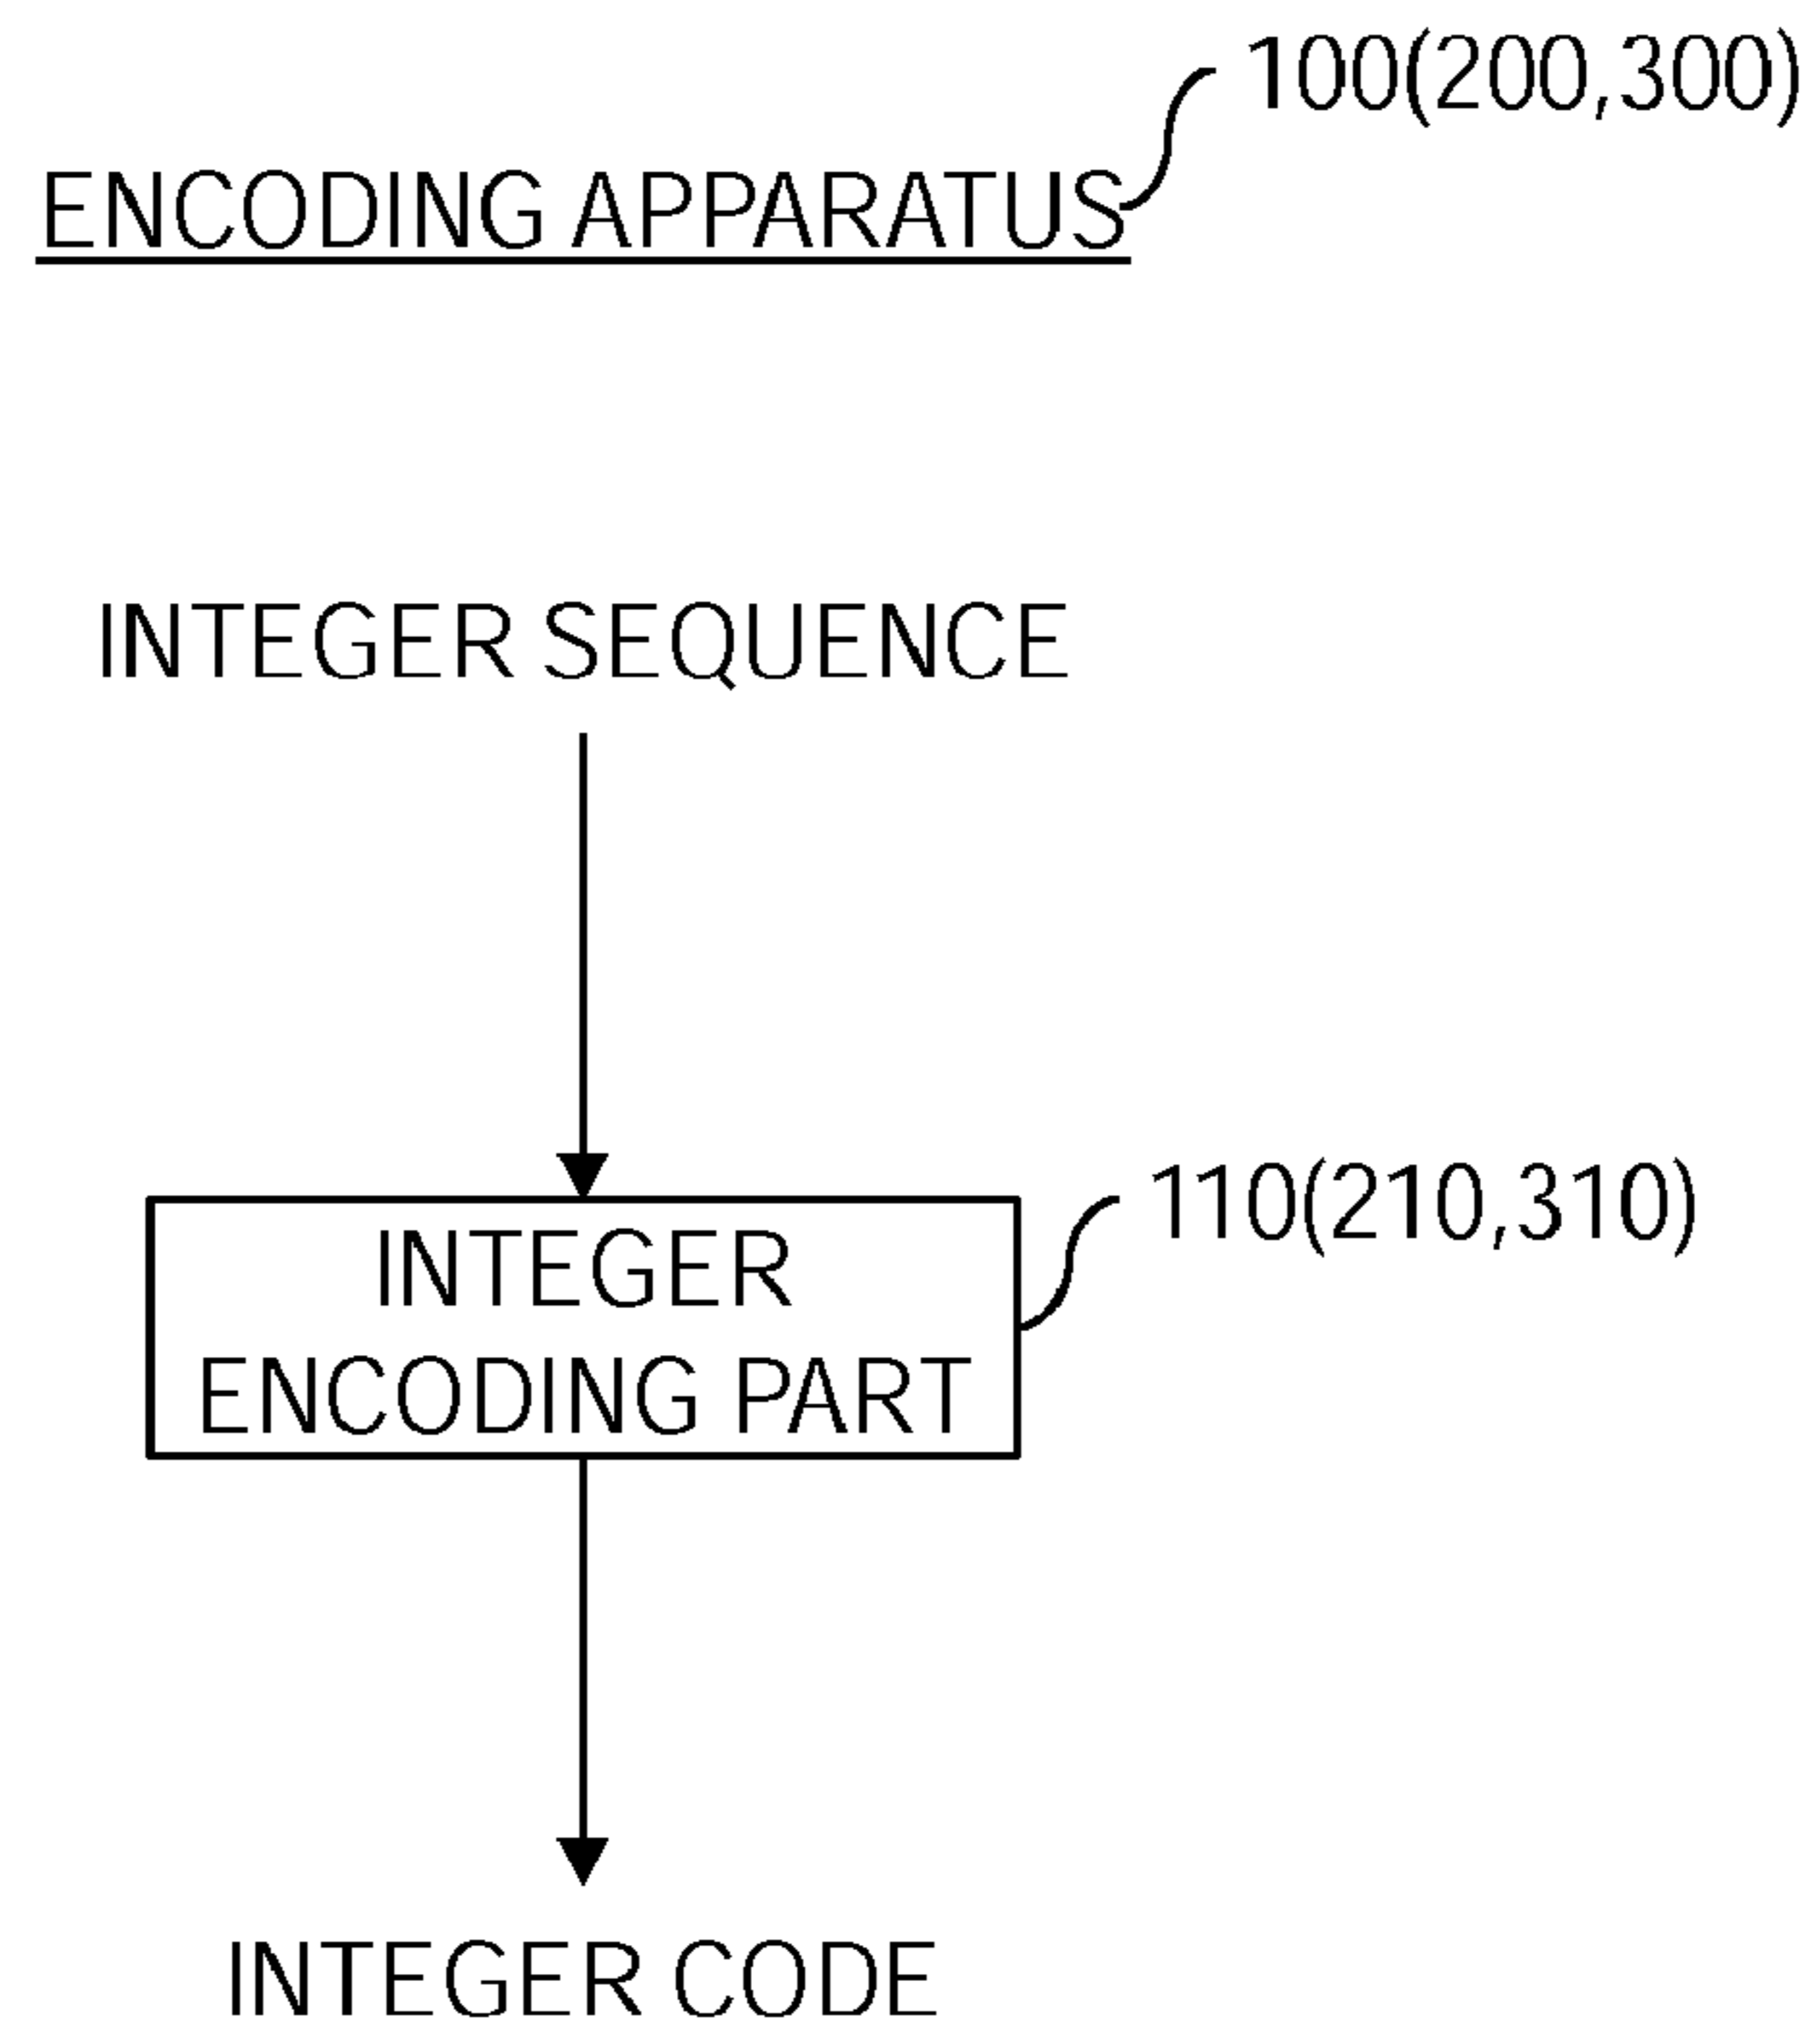 100(200,300)
ENCODING APPARATUS
INTEGER SEQUENCE
110(210,310)
INTEGER
ENCODING PART
INTEGER CODE